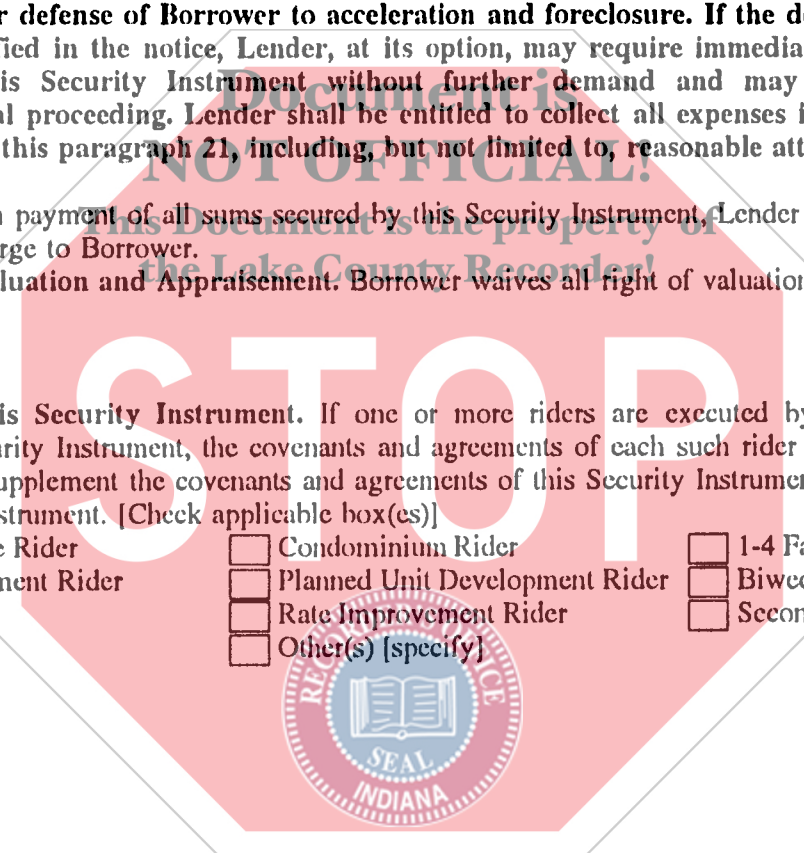 r defense of Borrower to acceleration and foreclosure. If the d
fied in the notice, Lender, at its option, may require immedia
is Security Instrument without further demand and may
Document is
al proceeding. Lender shall be entitled to collect all expenses i
this paragraph 21, including, but not limited to, reasonable att
NOT OFFICIAL!
n payment of all sums secured by this Security Instrument, Lender
This Document is the property of
rge to Borrower.
the Lake County Recorder!
luation and Appraisement. Borrower waives all right of valuation
STOP
is Security Instrument. If one or more riders are executed by
rity Instrument, the covenants and agreements of each such rider
upplement the covenants and agreements of this Security Instrumen
strument. [Check applicable box(es)]
e Rider Condominium Rider 1-4 Fa
ment Rider Planned Unit Development Rider Biwee
Rate Improvement Rider Secon
Other(s) [specify]
RECORDER'S OFFICE
SEAL
INDIANA